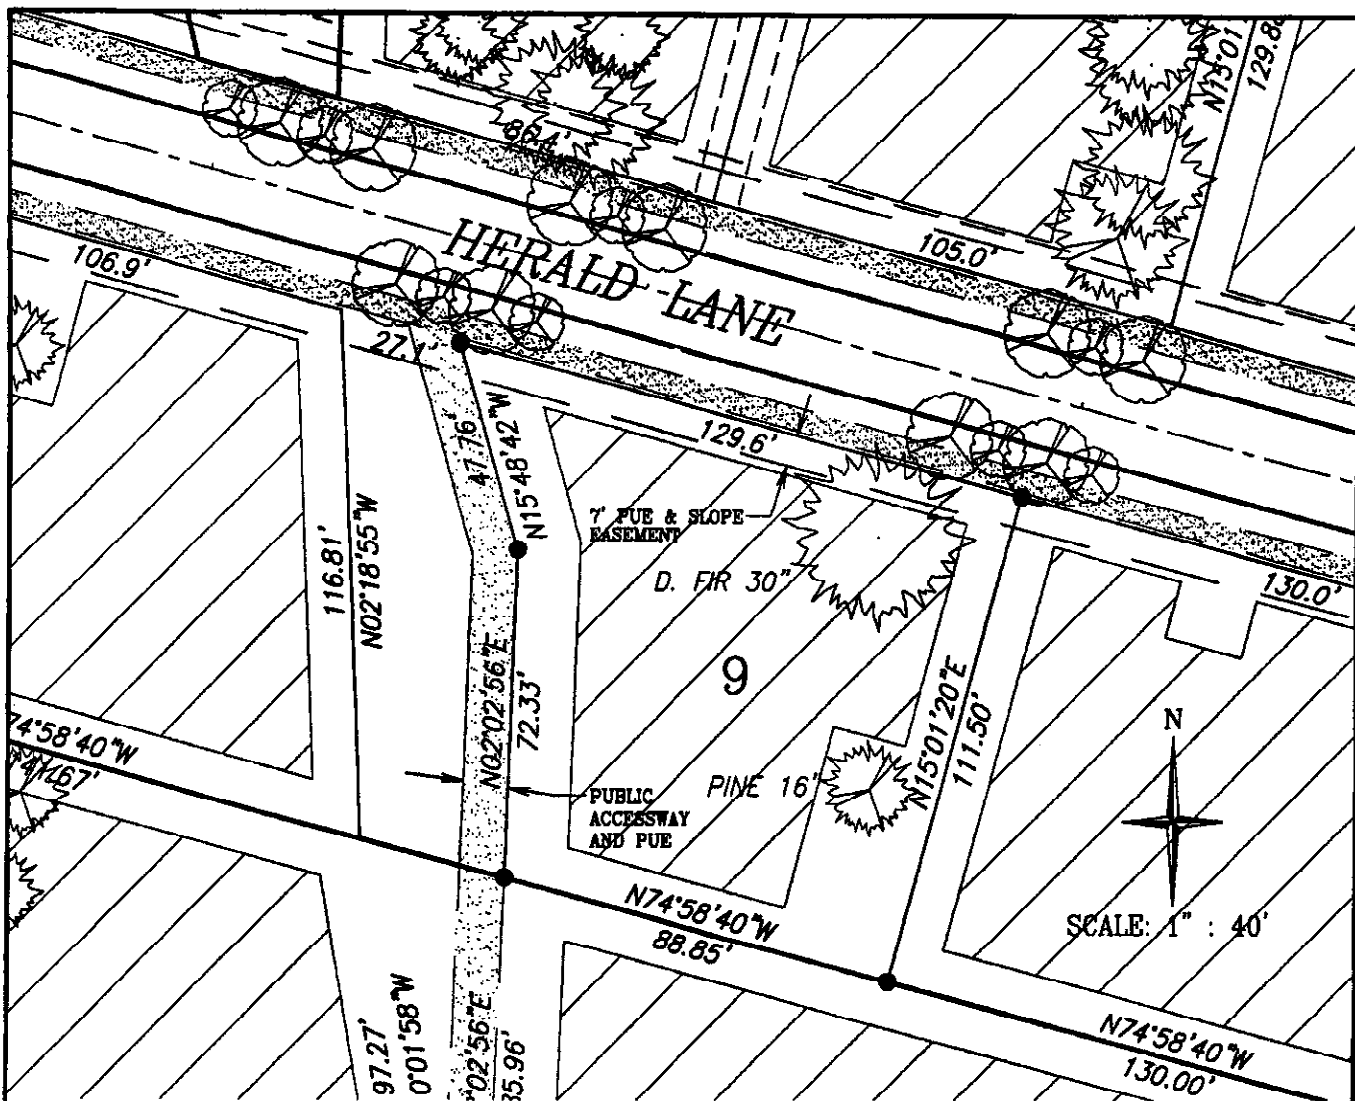 N15°01
129.8
86.4'
HERALD LANE
105.0'
106.9'
27.1'
129.6'
47.76'
N15°48'42"W
7' PUE & SLOPE
EASEMENT
D. FIR 30"
130.0'
116.81'
N02°18'55"W
N02°02'56"E
72.33'
9
N15°01'20"E
111.50'
N
74°58'40"W
PINE 16"
PUBLIC
ACCESSWAY
AND PUE
SCALE: 1" : 40'
N74°58'40"W
88.85'
N74°58'40"W
130.00'
97.27'
0°01'58"W
°02'56"E
35.96'